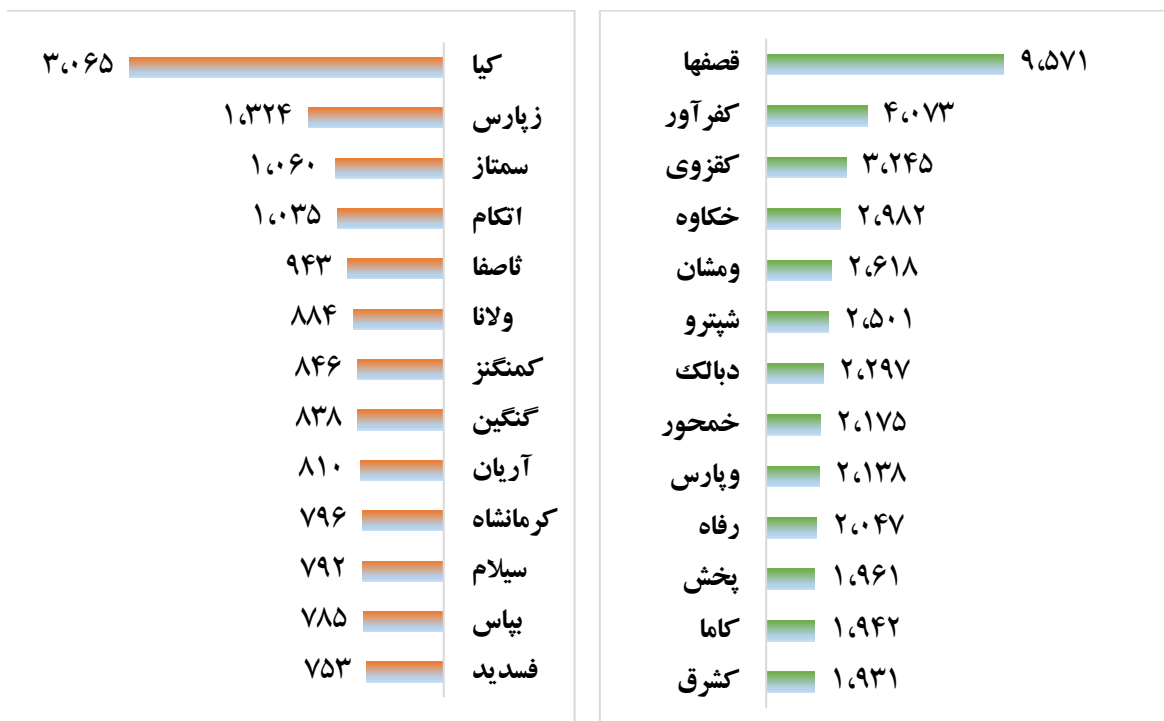 قصفها ۹،۵۷۱
کفرآور ۴،۰۷۳
کقزوی ۳،۲۴۵
خکاوه ۲،۹۸۲
ومشان ۲،۶۱۸
شپترو ۲،۵۰۱
دبالک ۲،۲۹۷
خمحور ۲،۱۷۵
وپارس ۲،۱۳۸
رفاه ۲،۰۴۷
پخش ۱،۹۶۱
کاما ۱،۹۴۲
کشرق ۱،۹۳۱
کیا ۳،۰۶۵
زپارس ۱،۳۲۴
سمتاز ۱،۰۶۰
اتکام ۱،۰۳۵
ثاصفا ۹۴۳
ولانا ۸۸۴
کمنگنز ۸۴۶
گنگین ۸۳۸
آریان ۸۱۰
کرمانشاه ۷۹۶
سیلام ۷۹۲
بپاس ۷۸۵
فسدید ۷۵۳